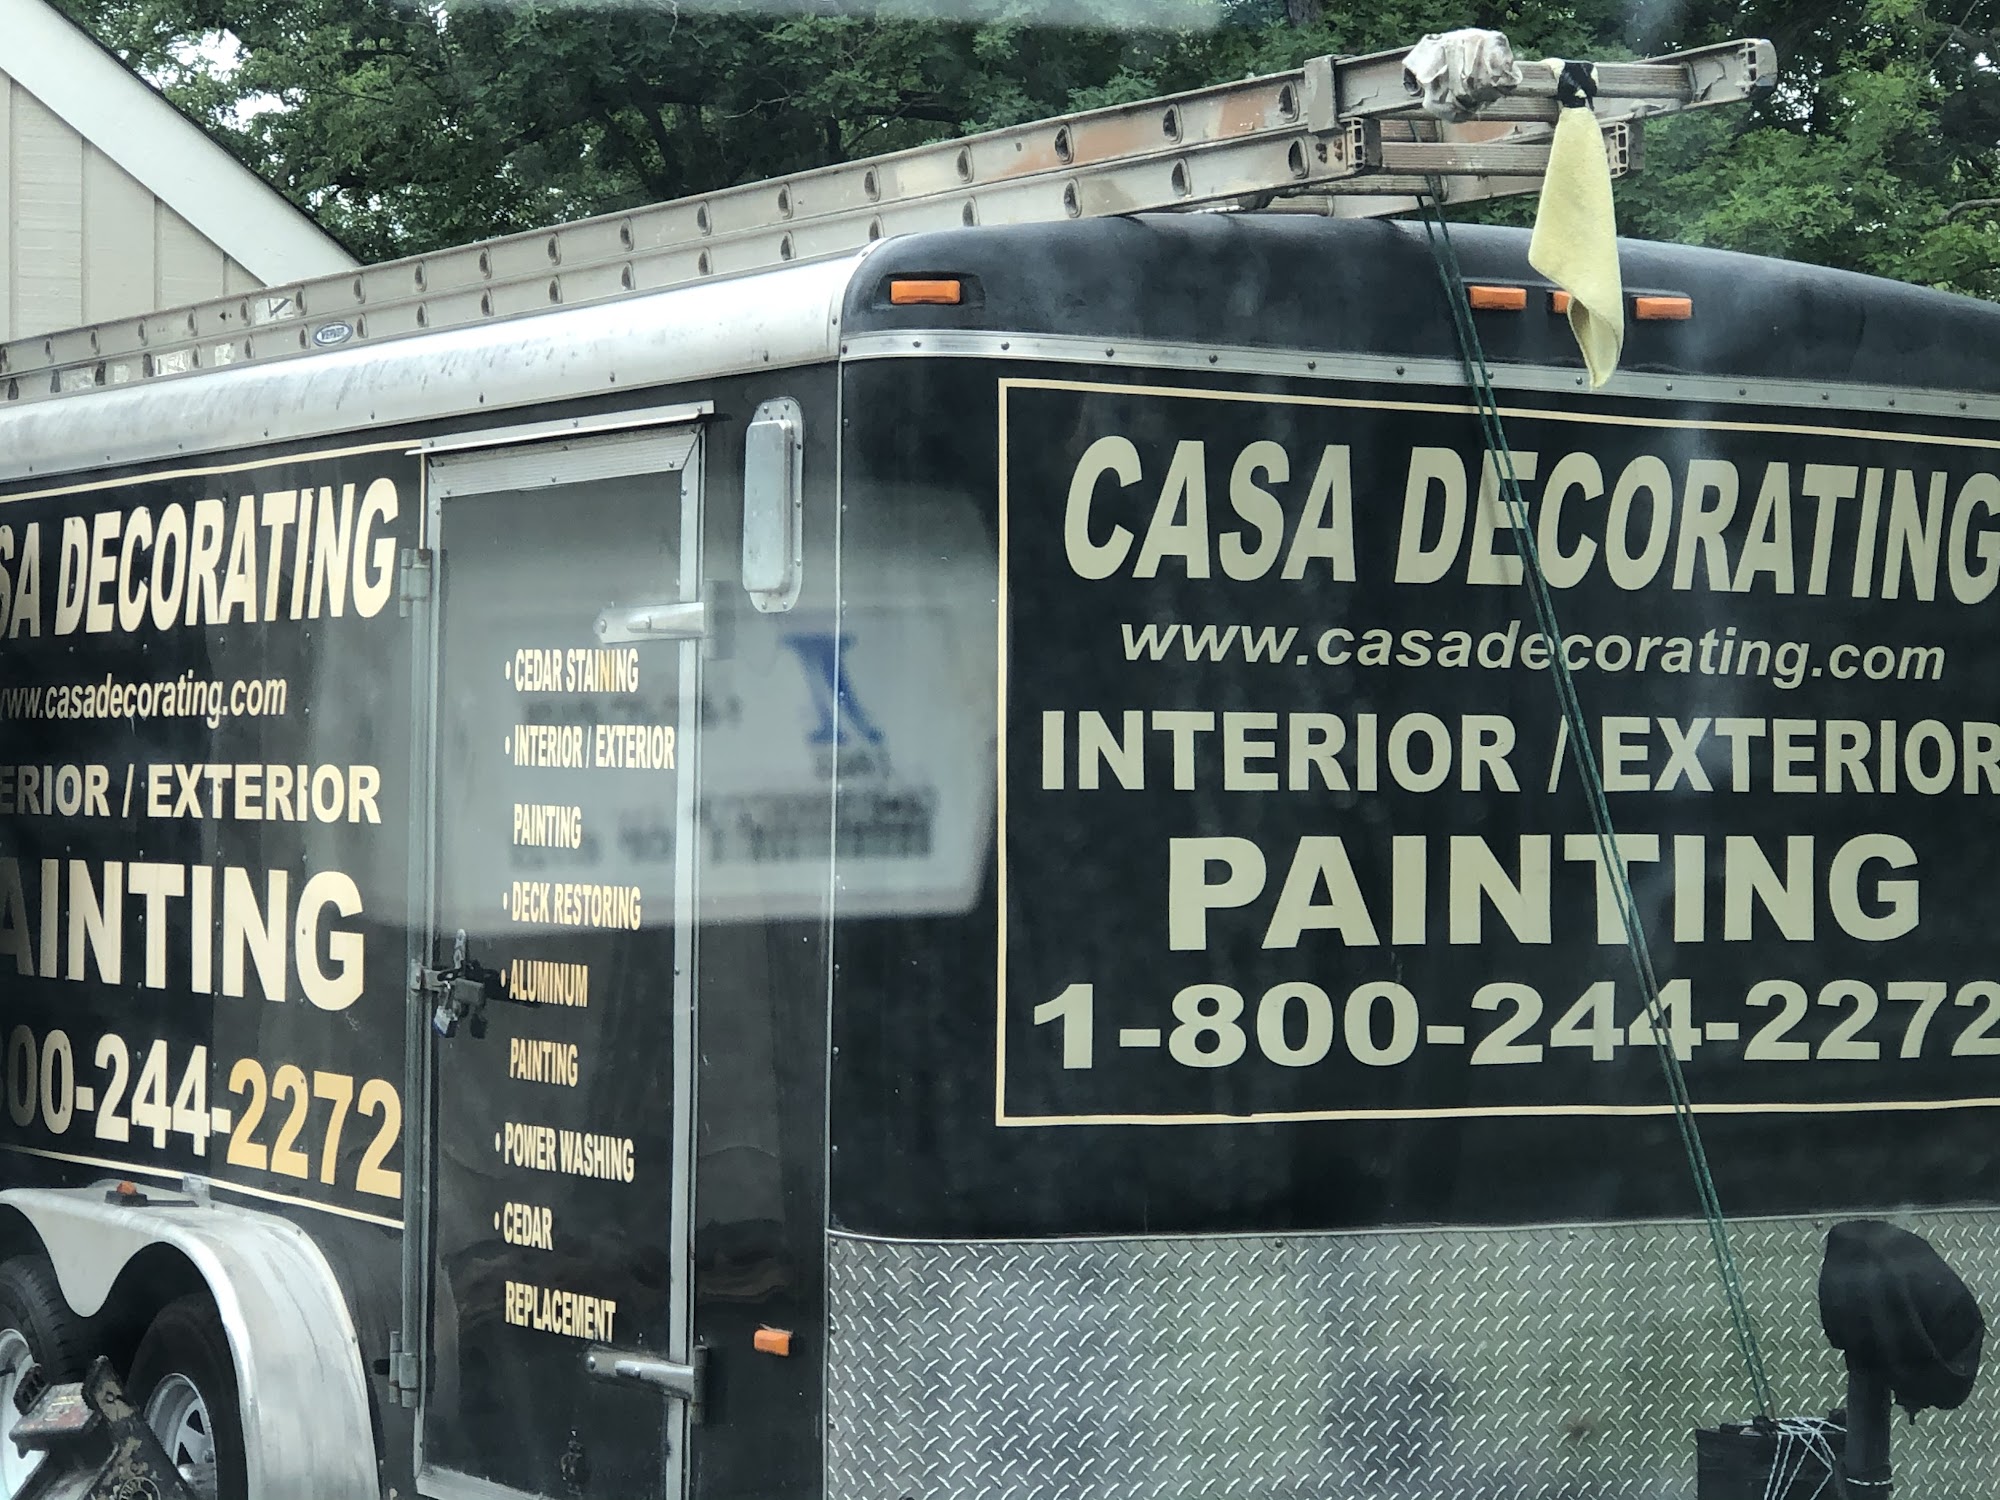 WERNER
SA DECORATING
www.casadecorating.com
ERIOR / EXTERIOR
AINTING
800-244-2272
• CEDAR STAINING
• INTERIOR / EXTERIOR
PAINTING
• DECK RESTORING
• ALUMINUM
PAINTING
• POWER WASHING
• CEDAR
REPLACEMENT
CASA DECORATING
www.casadecorating.com
INTERIOR / EXTERIOR
PAINTING
1-800-244-2272